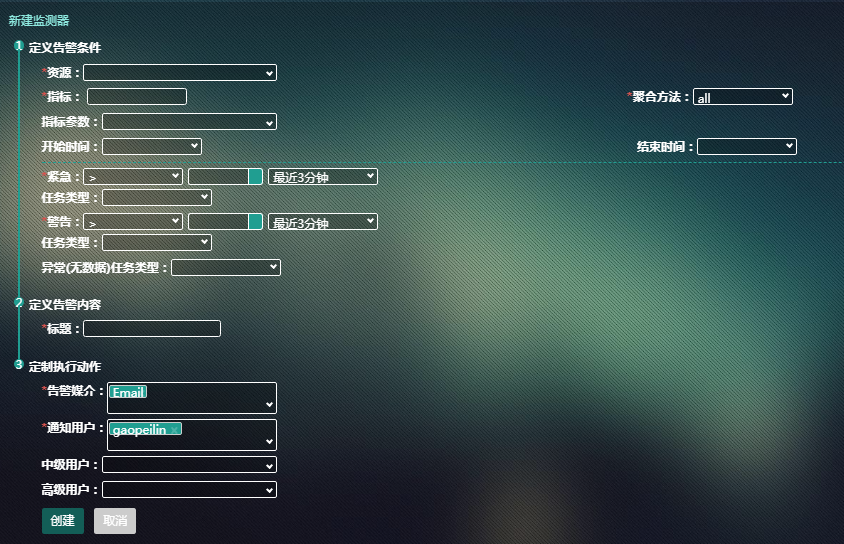 新建监测器
1 定义告警条件
*资源：
*指标： *聚合方法： all
指标参数：
开始时间： 结束时间：
*紧急： > 最近3分钟
任务类型：
*警告： > 最近3分钟
任务类型：
异常(无数据)任务类型：
2 定义告警内容
*标题：
3 定制执行动作
*告警媒介： Email
*通知用户： gaopeilin ×
中级用户：
高级用户：
创建 取消